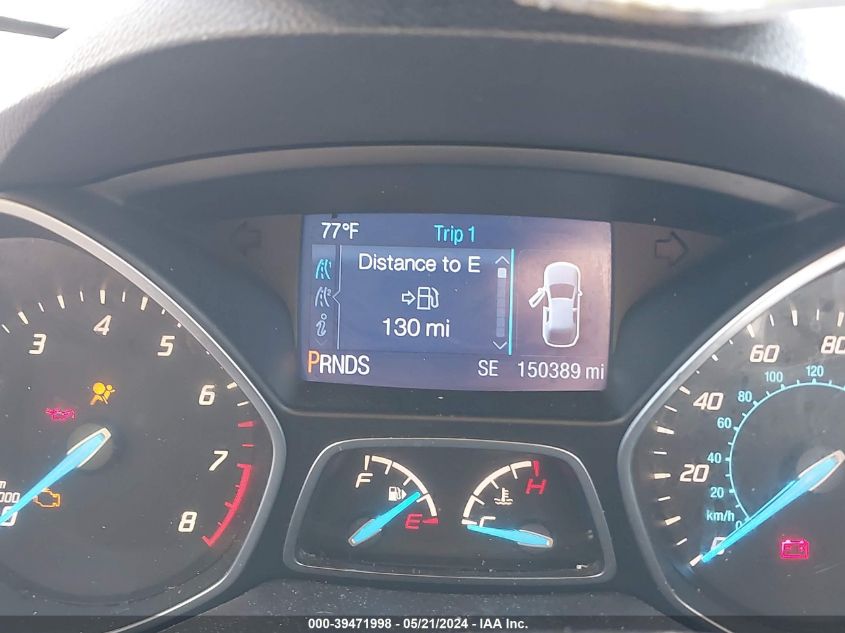 77°F Trip 1
Distance to E
130 mi
PRNDS SE 150389 mi
3 4 5 6 7 8
000
F E
C H
20 40 60 80
km/h 0 20 40 60 80 100 120
000-39471998 / 05/21/2024 / IAA Inc.